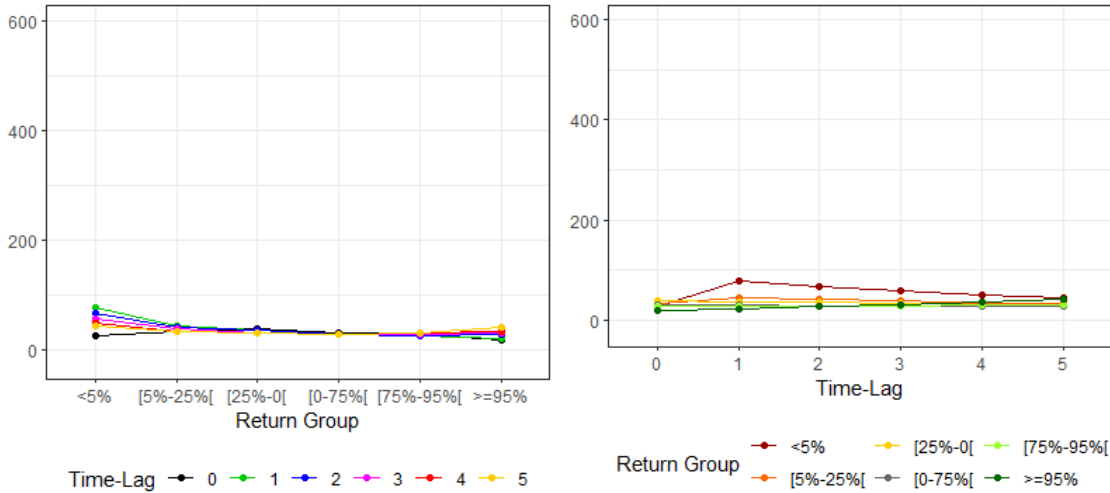 600
400
200
0
<5%
[5%-25%[
[25%-0[
[0-75%[
[75%-95%[
>=95%
Return Group
Time-Lag 0 1 2 3 4 5
600
400
200
0
0 1 2 3 4 5
Time-Lag
Return Group
<5% [25%-0[ [75%-95%[
[5%-25%[ [0-75%[ >=95%